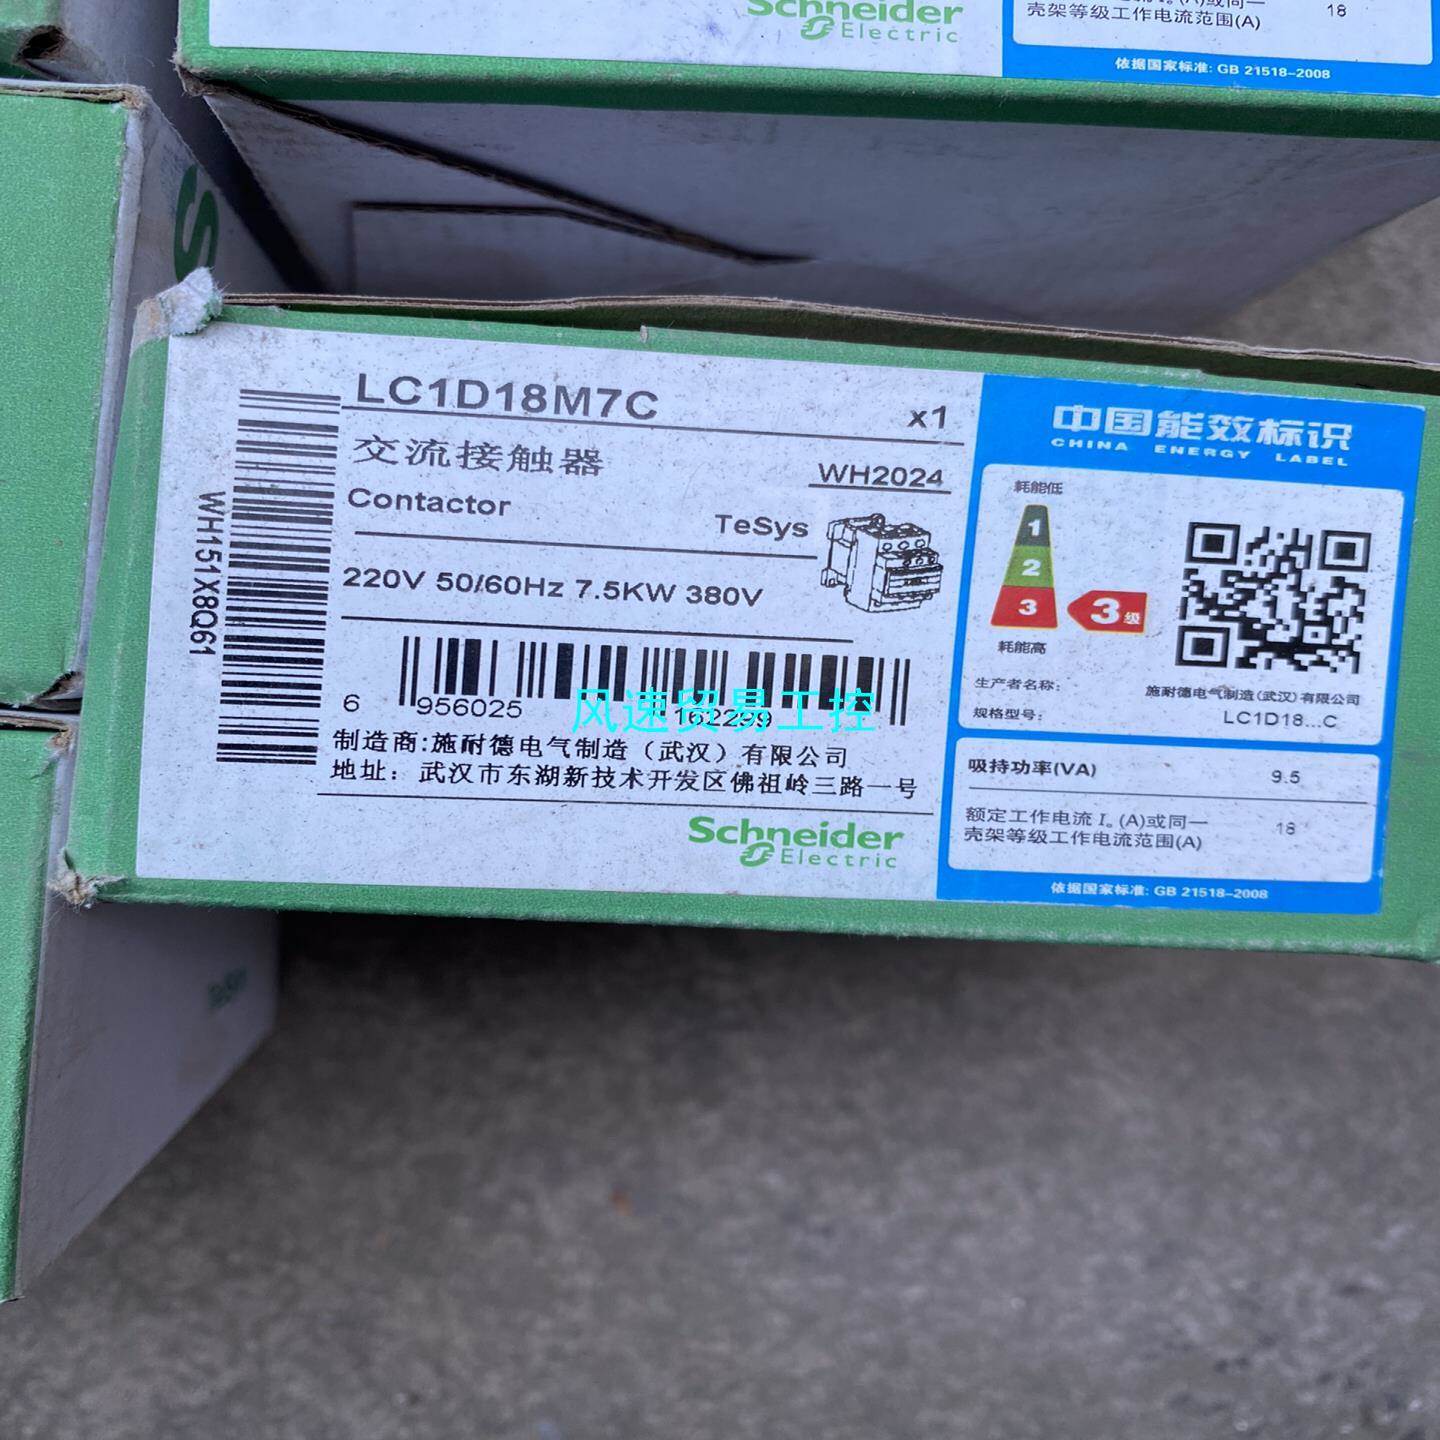 Schneider
Electric
壳架等级工作电流范围(A)
18
依据国家标准: GB 21518-2008
S
LC1D18M7C
x1
交流接触器
WH2024
Contactor
TeSys
220V 50/60Hz 7.5KW 380V
WH151X8Q61
6 956025 162299
风速贸易工控
制造商:施耐德电气制造（武汉）有限公司
地址: 武汉市东湖新技术开发区佛祖岭三路一号
Schneider
Electric
中国能效标识
CHINA ENERGY LABEL
耗能低
1
2
3
3级
耗能高
生产者名称:
施耐德电气制造(武汉)有限公司
规格型号:
LC1D18...C
吸持功率(VA)
9.5
额定工作电流 Iₑ (A)或同一
壳架等级工作电流范围(A)
18
依据国家标准: GB 21518-2008